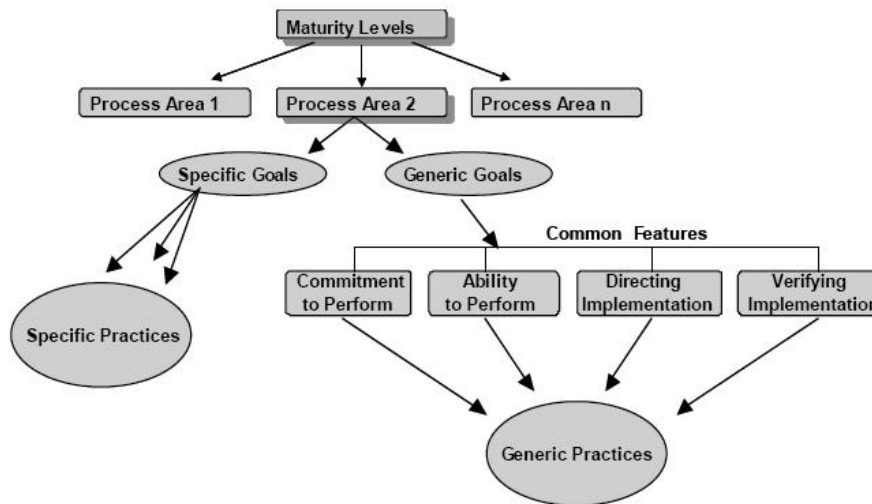 Maturity Levels
Process Area 1
Process Area 2
Process Area n
Specific Goals
Generic Goals
Common Features
Commitment
to Perform
Ability
to Perform
Directing
Implementation
Verifying
Implementation
Specific Practices
Generic Practices